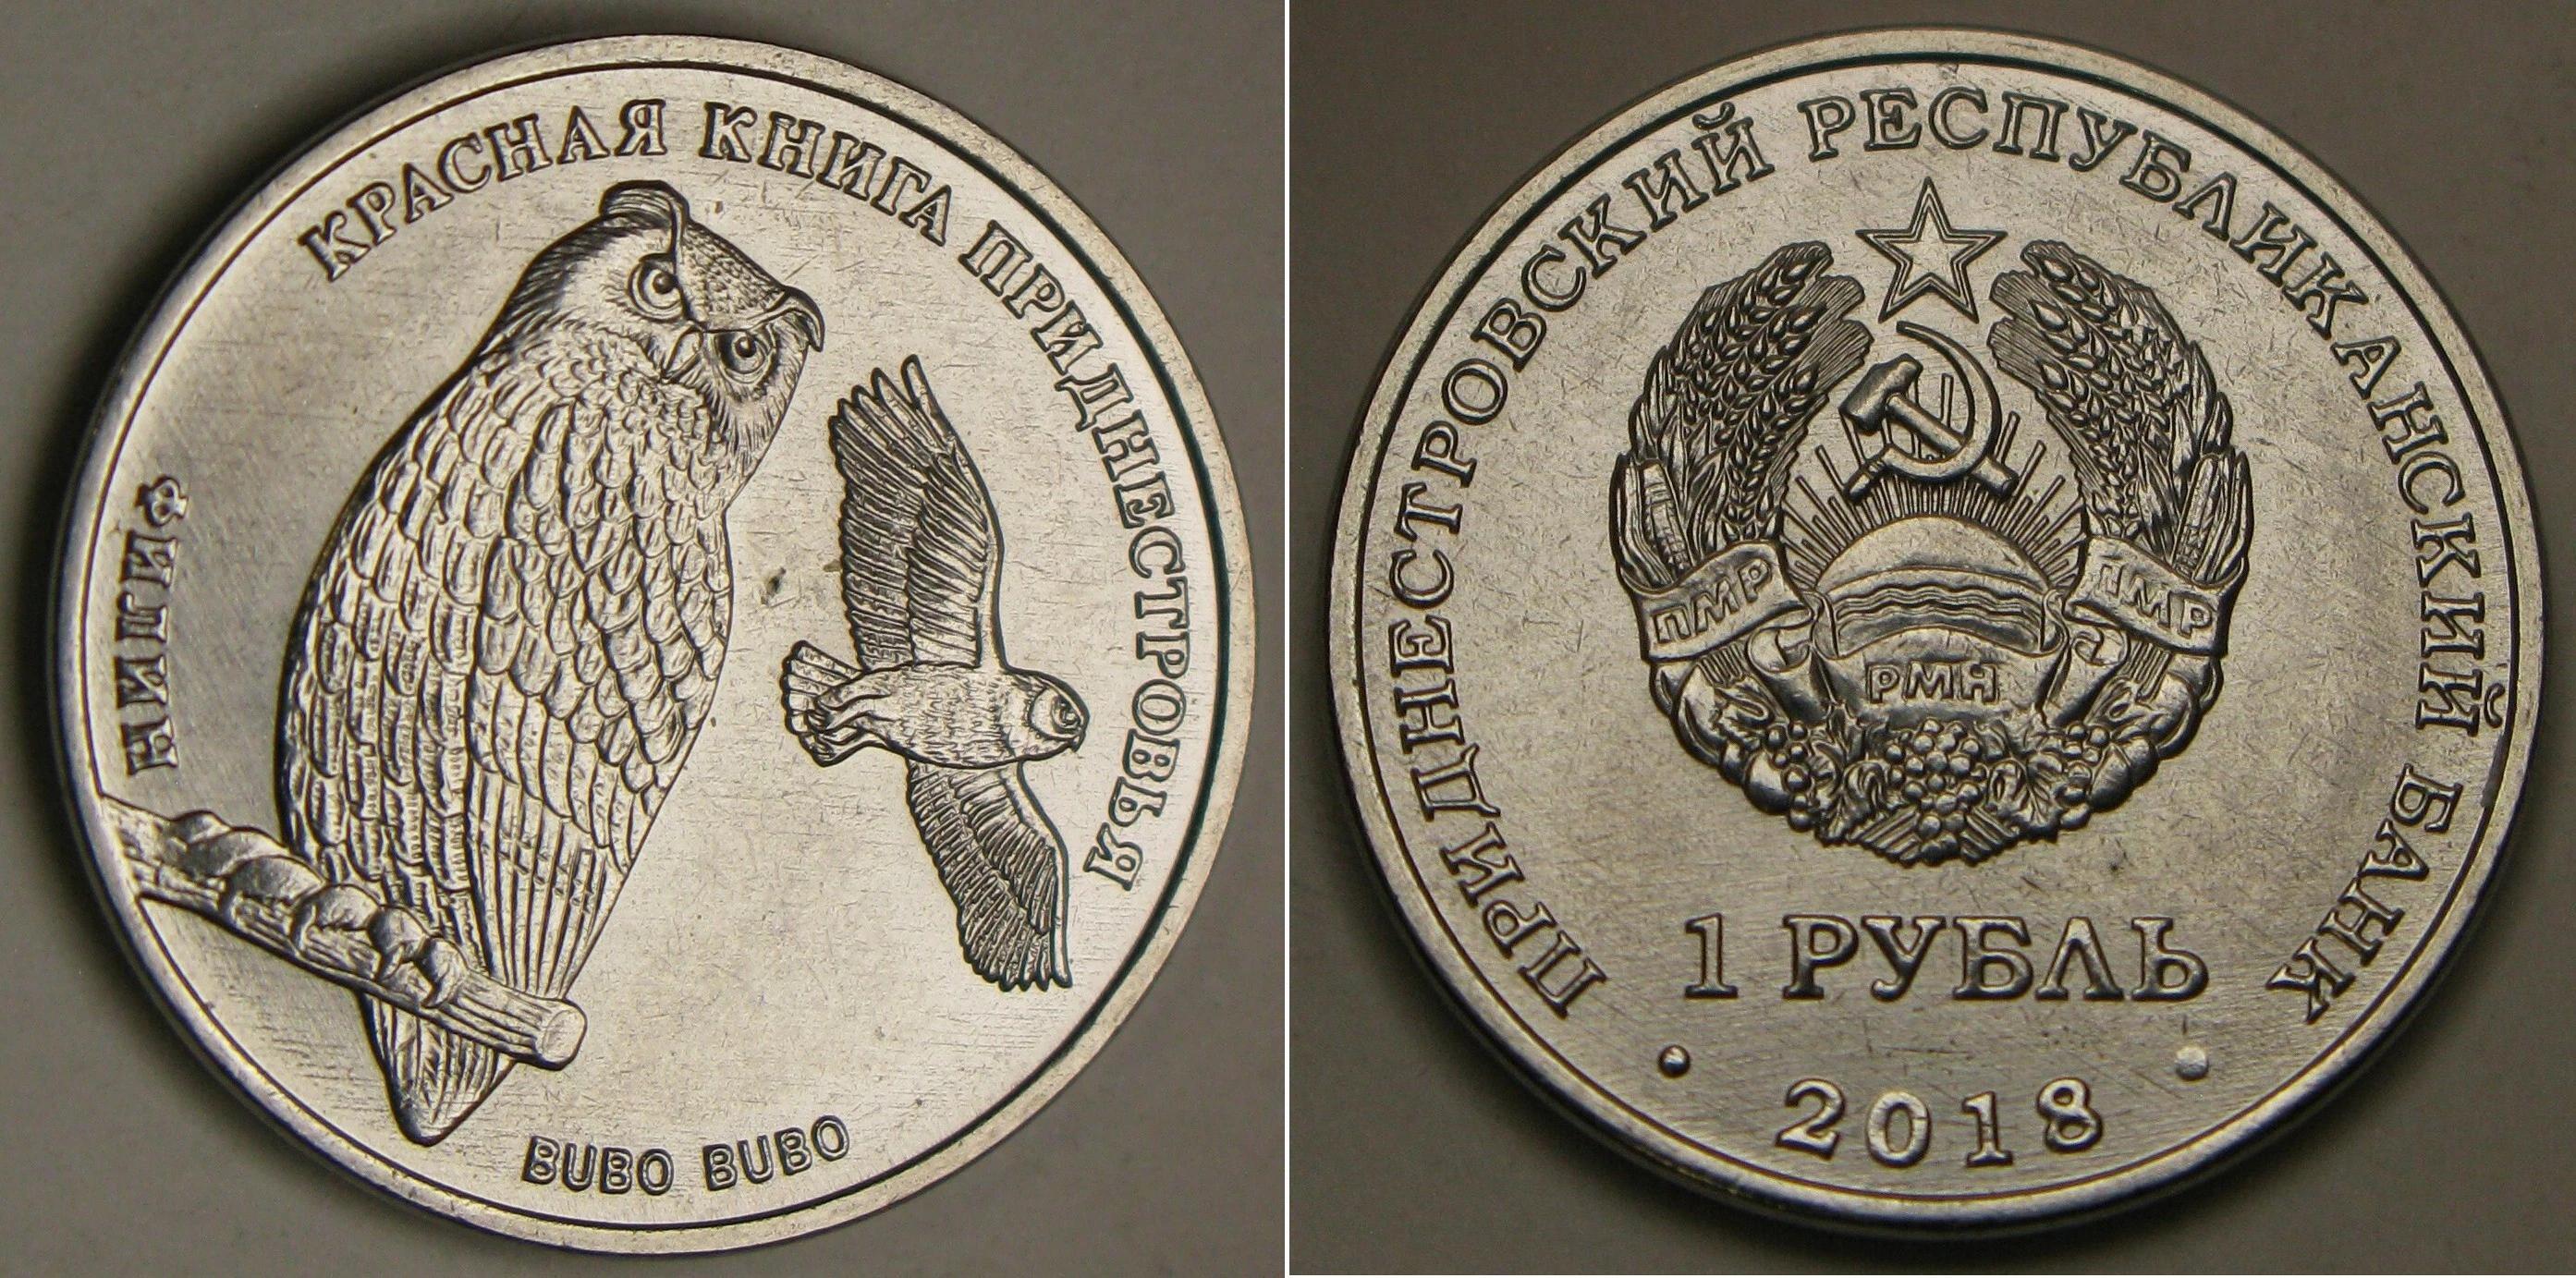 КРАСНАЯ КНИГА ПРИДНЕСТРОВЬЯ
ФИЛИН
BUBO BUBO
ПРИДНЕСТРОВСКИЙ РЕСПУБЛИКАНСКИЙ БАНК
ПМР
ПМР
РМН
1 РУБЛЬ
• 2018 •